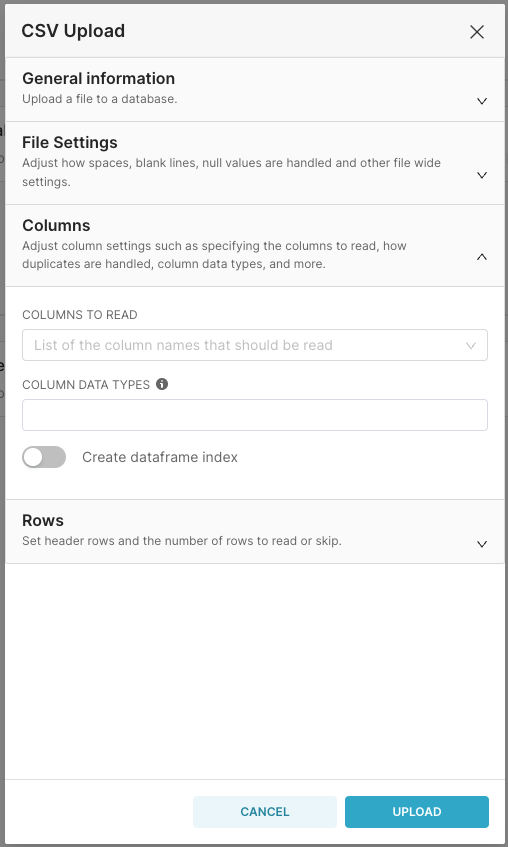 CSV Upload
General information
Upload a file to a database.
File Settings
Adjust how spaces, blank lines, null values are handled and other file wide
settings.
Columns
Adjust column settings such as specifying the columns to read, how
duplicates are handled, column data types, and more.
COLUMNS TO READ
List of the column names that should be read
COLUMN DATA TYPES
Create dataframe index
Rows
Set header rows and the number of rows to read or skip.
CANCEL
UPLOAD